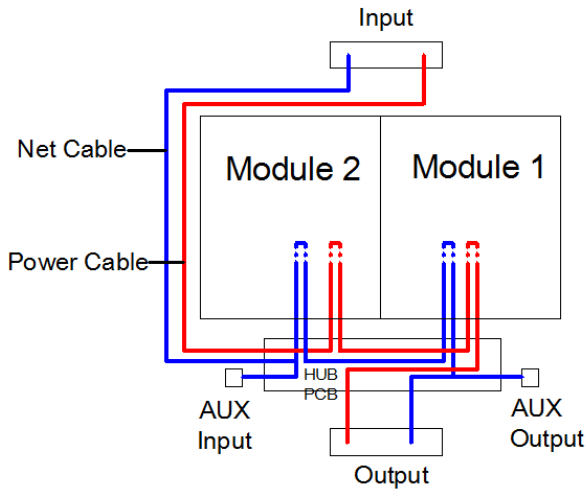 Input
Net Cable
Module 2
Module 1
Power Cable
HUB
PCB
AUX
Input
AUX
Output
Output